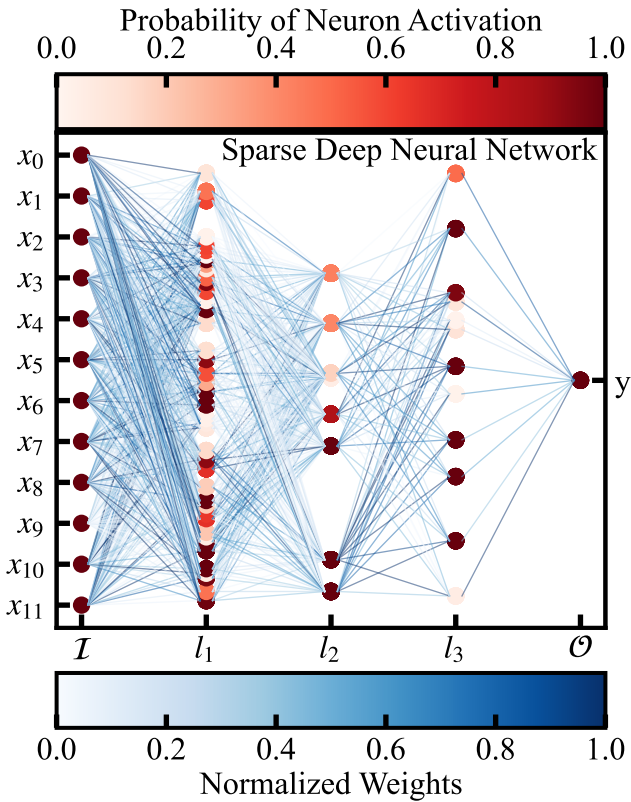 Probability of Neuron Activation
0.0 0.2 0.4 0.6 0.8 1.0
Sparse Deep Neural Network
x0
x1
x2
x3
x4
x5
y
x6
x7
x8
x9
x10
x11
I l1 l2 l3 O
0.0 0.2 0.4 0.6 0.8 1.0
Normalized Weights